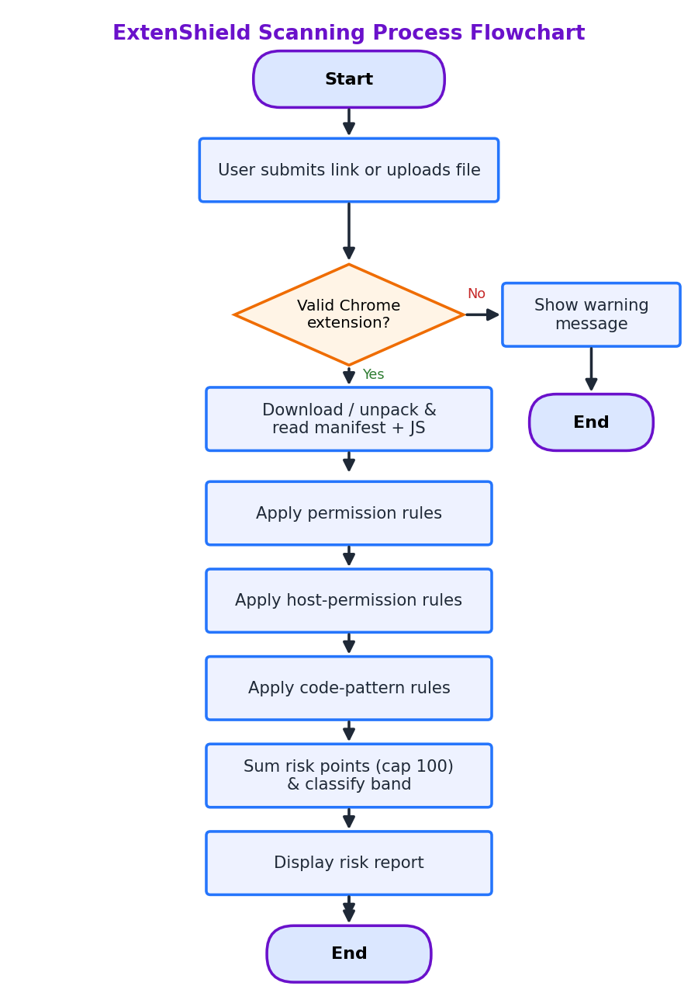 ExtenShield Scanning Process Flowchart
Start
User submits link or uploads file
Valid Chrome
extension?
No
Show warning
message
Yes
Download / unpack &
read manifest + JS
End
Apply permission rules
Apply host-permission rules
Apply code-pattern rules
Sum risk points (cap 100)
& classify band
Display risk report
End